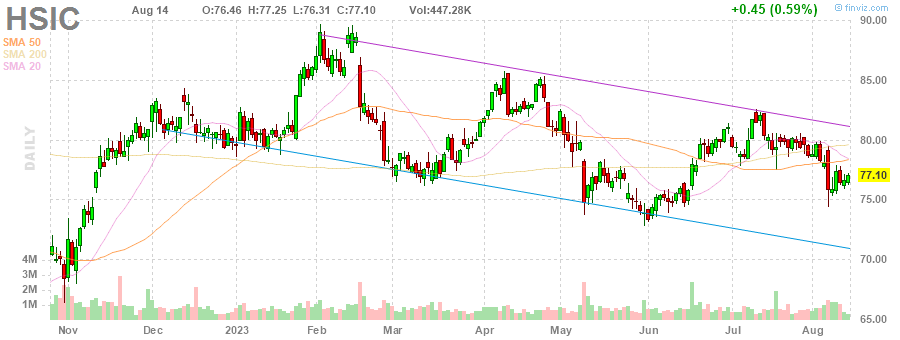 HSIC Aug 14 O:76.46 H:77.25 L:76.31 C:77.10 Vol:447.28K +0.45 (0.59%) © finviz.com
SMA 50
SMA 200
SMA 20
DAILY
90.00
85.00
80.00
77.10
75.00
70.00
65.00
4M
3M
2M
1M
Nov Dec 2023 Feb Mar Apr May Jun Jul Aug